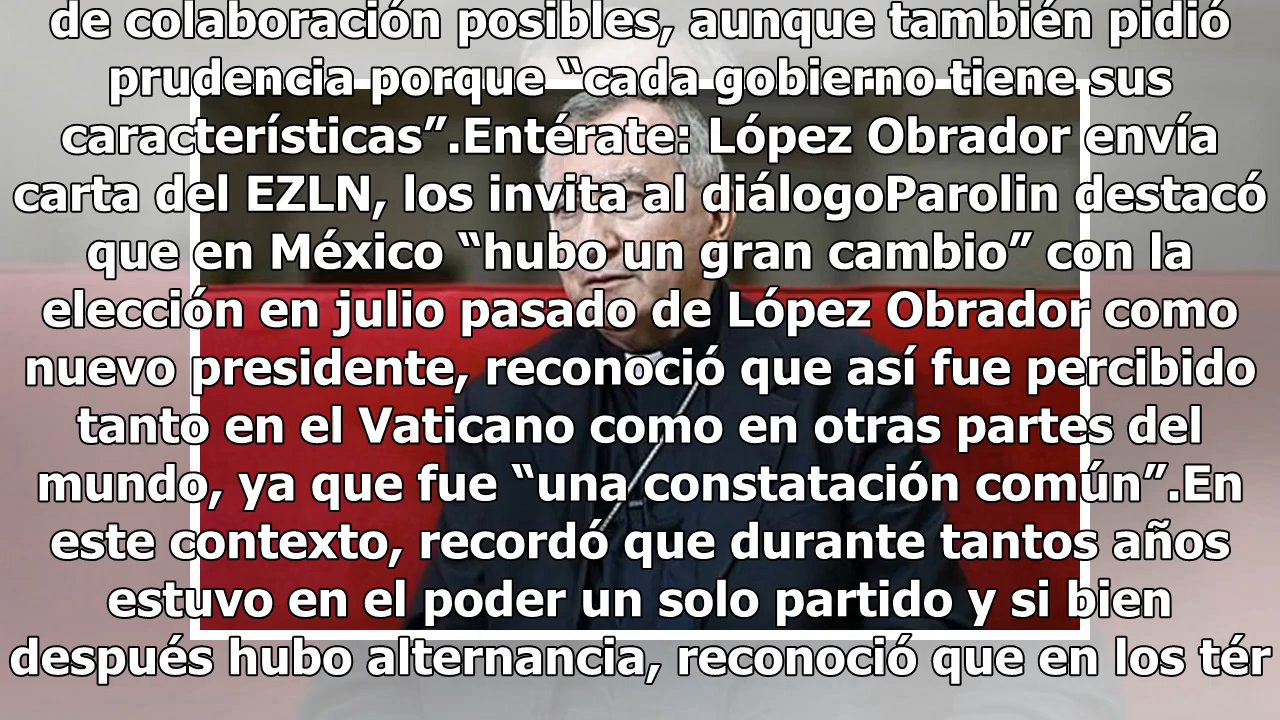 de colaboración posibles, aunque también pidió
prudencia porque “cada gobierno tiene sus
características”.Entérate: López Obrador envía
carta del EZLN, los invita al diálogoParolin destacó
que en México “hubo un gran cambio” con la
elección en julio pasado de López Obrador como
nuevo presidente, reconoció que así fue percibido
tanto en el Vaticano como en otras partes del
mundo, ya que fue “una constatación común”.En
este contexto, recordó que durante tantos años
estuvo en el poder un solo partido y si bien
después hubo alternancia, reconoció que en los tér